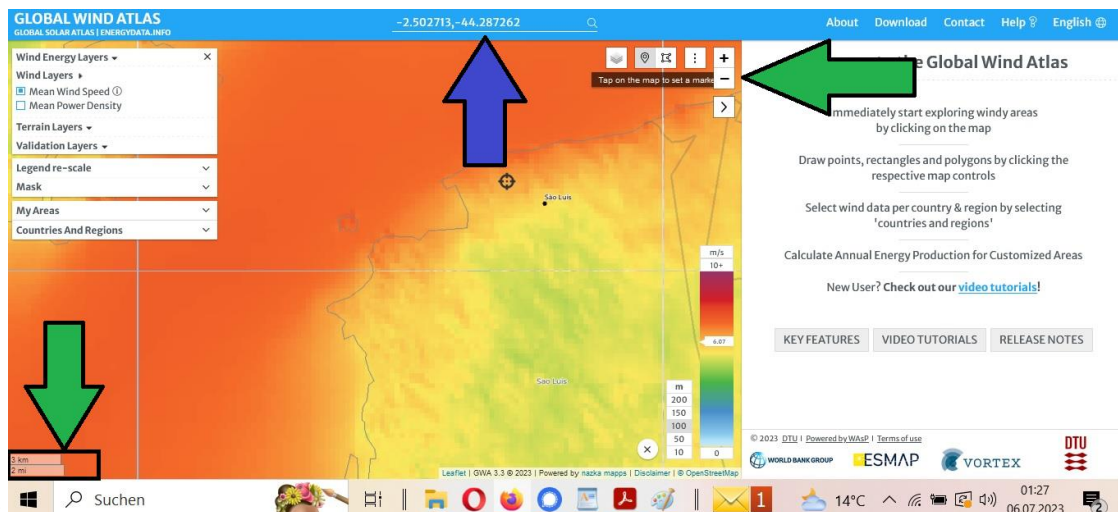 GLOBAL WIND ATLAS
GLOBAL SOLAR ATLAS | ENERGYDATA.INFO
-2.502713,-44.287262
About Download Contact Help English
Wind Energy Layers
Wind Layers
Mean Wind Speed
Mean Power Density
Terrain Layers
Validation Layers
Legend re-scale
Mask
My Areas
Countries And Regions
Tap on the map to set a marke
São Luís
São Luís
m/s
10+
6.07
0
m
200
150
100
50
10
3 km
2 mi
Leaflet | GWA 3.3 © 2023 | Powered by nazka mapps | Disclaimer | © OpenStreetMap
Global Wind Atlas
immediately start exploring windy areas
by clicking on the map
Draw points, rectangles and polygons by clicking the
respective map controls
Select wind data per country & region by selecting
'countries and regions'
Calculate Annual Energy Production for Customized Areas
New User? Check out our video tutorials!
KEY FEATURES VIDEO TUTORIALS RELEASE NOTES
© 2023 DTU | Powered by WAsP | Terms of use
WORLD BANK GROUP ESMAP VORTEX DTU
Suchen
1
14°C
01:27
06.07.2023
2